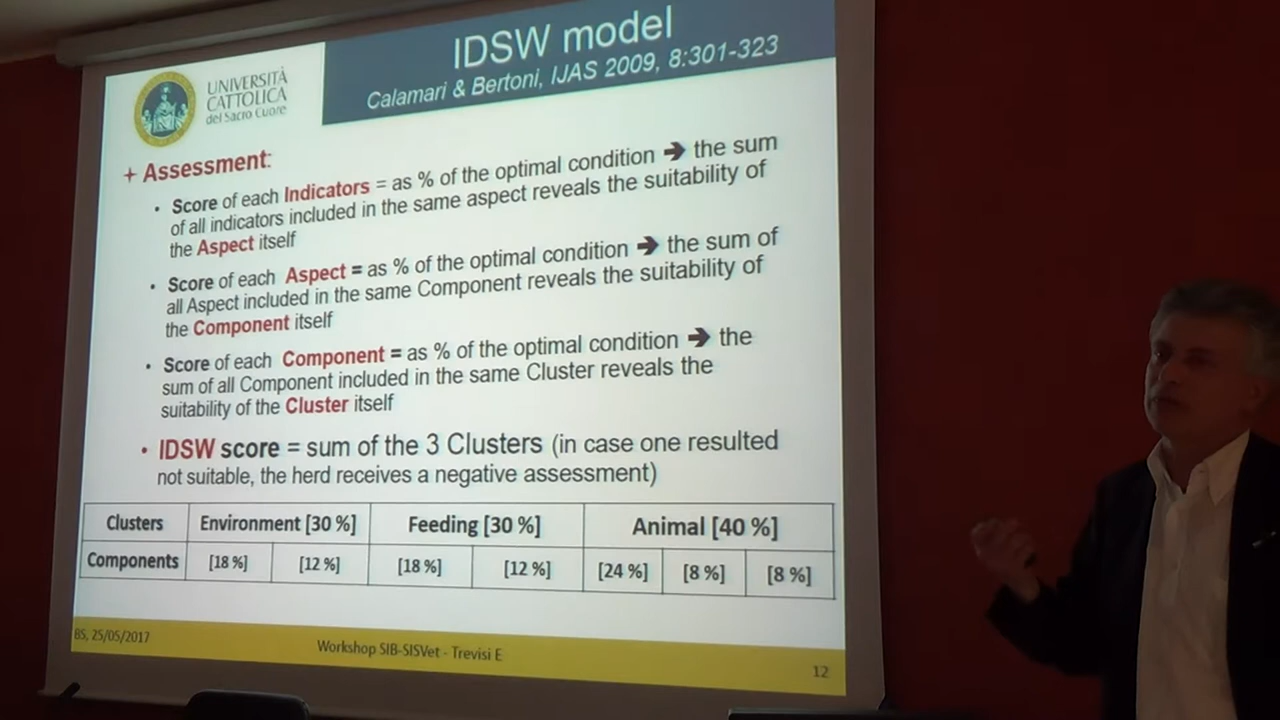 IDSW model
Calamari & Bertoni, IJAS 2009, 8:301-323
UNIVERSITÀ
CATTOLICA
del Sacro Cuore
+ Assessment:
• Score of each Indicators = as % of the optimal condition ➔ the sum
of all indicators included in the same aspect reveals the suitability of
the Aspect itself
• Score of each Aspect = as % of the optimal condition ➔ the sum of
all Aspect included in the same Component reveals the suitability of
the Component itself
• Score of each Component = as % of the optimal condition ➔ the
sum of all Component included in the same Cluster reveals the
suitability of the Cluster itself
• IDSW score = sum of the 3 Clusters (in case one resulted
not suitable, the herd receives a negative assessment)
Clusters Environment [30 %] Feeding [30 %] Animal [40 %]
Components [18 %] [12 %] [18 %] [12 %] [24 %] [8 %] [8 %]
BS, 25/05/2017 Workshop SIB-SISVet - Trevisi E 12